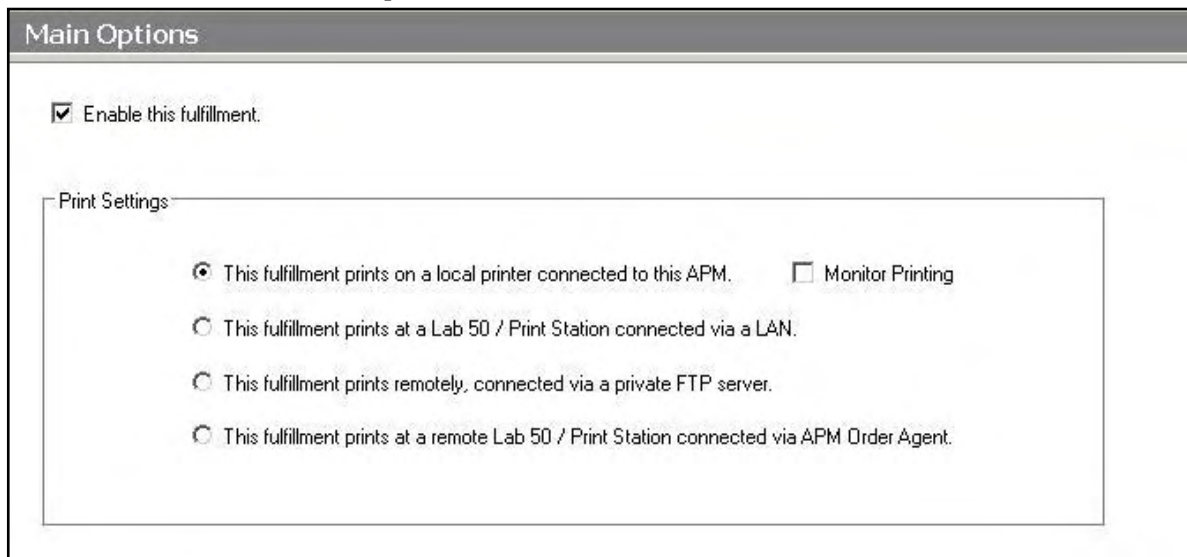 Main Options
Enable this fulfillment.
Print Settings
This fulfillment prints on a local printer connected to this APM. Monitor Printing
This fulfillment prints at a Lab 50 / Print Station connected via a LAN.
This fulfillment prints remotely, connected via a private FTP server.
This fulfillment prints at a remote Lab 50 / Print Station connected via APM Order Agent.